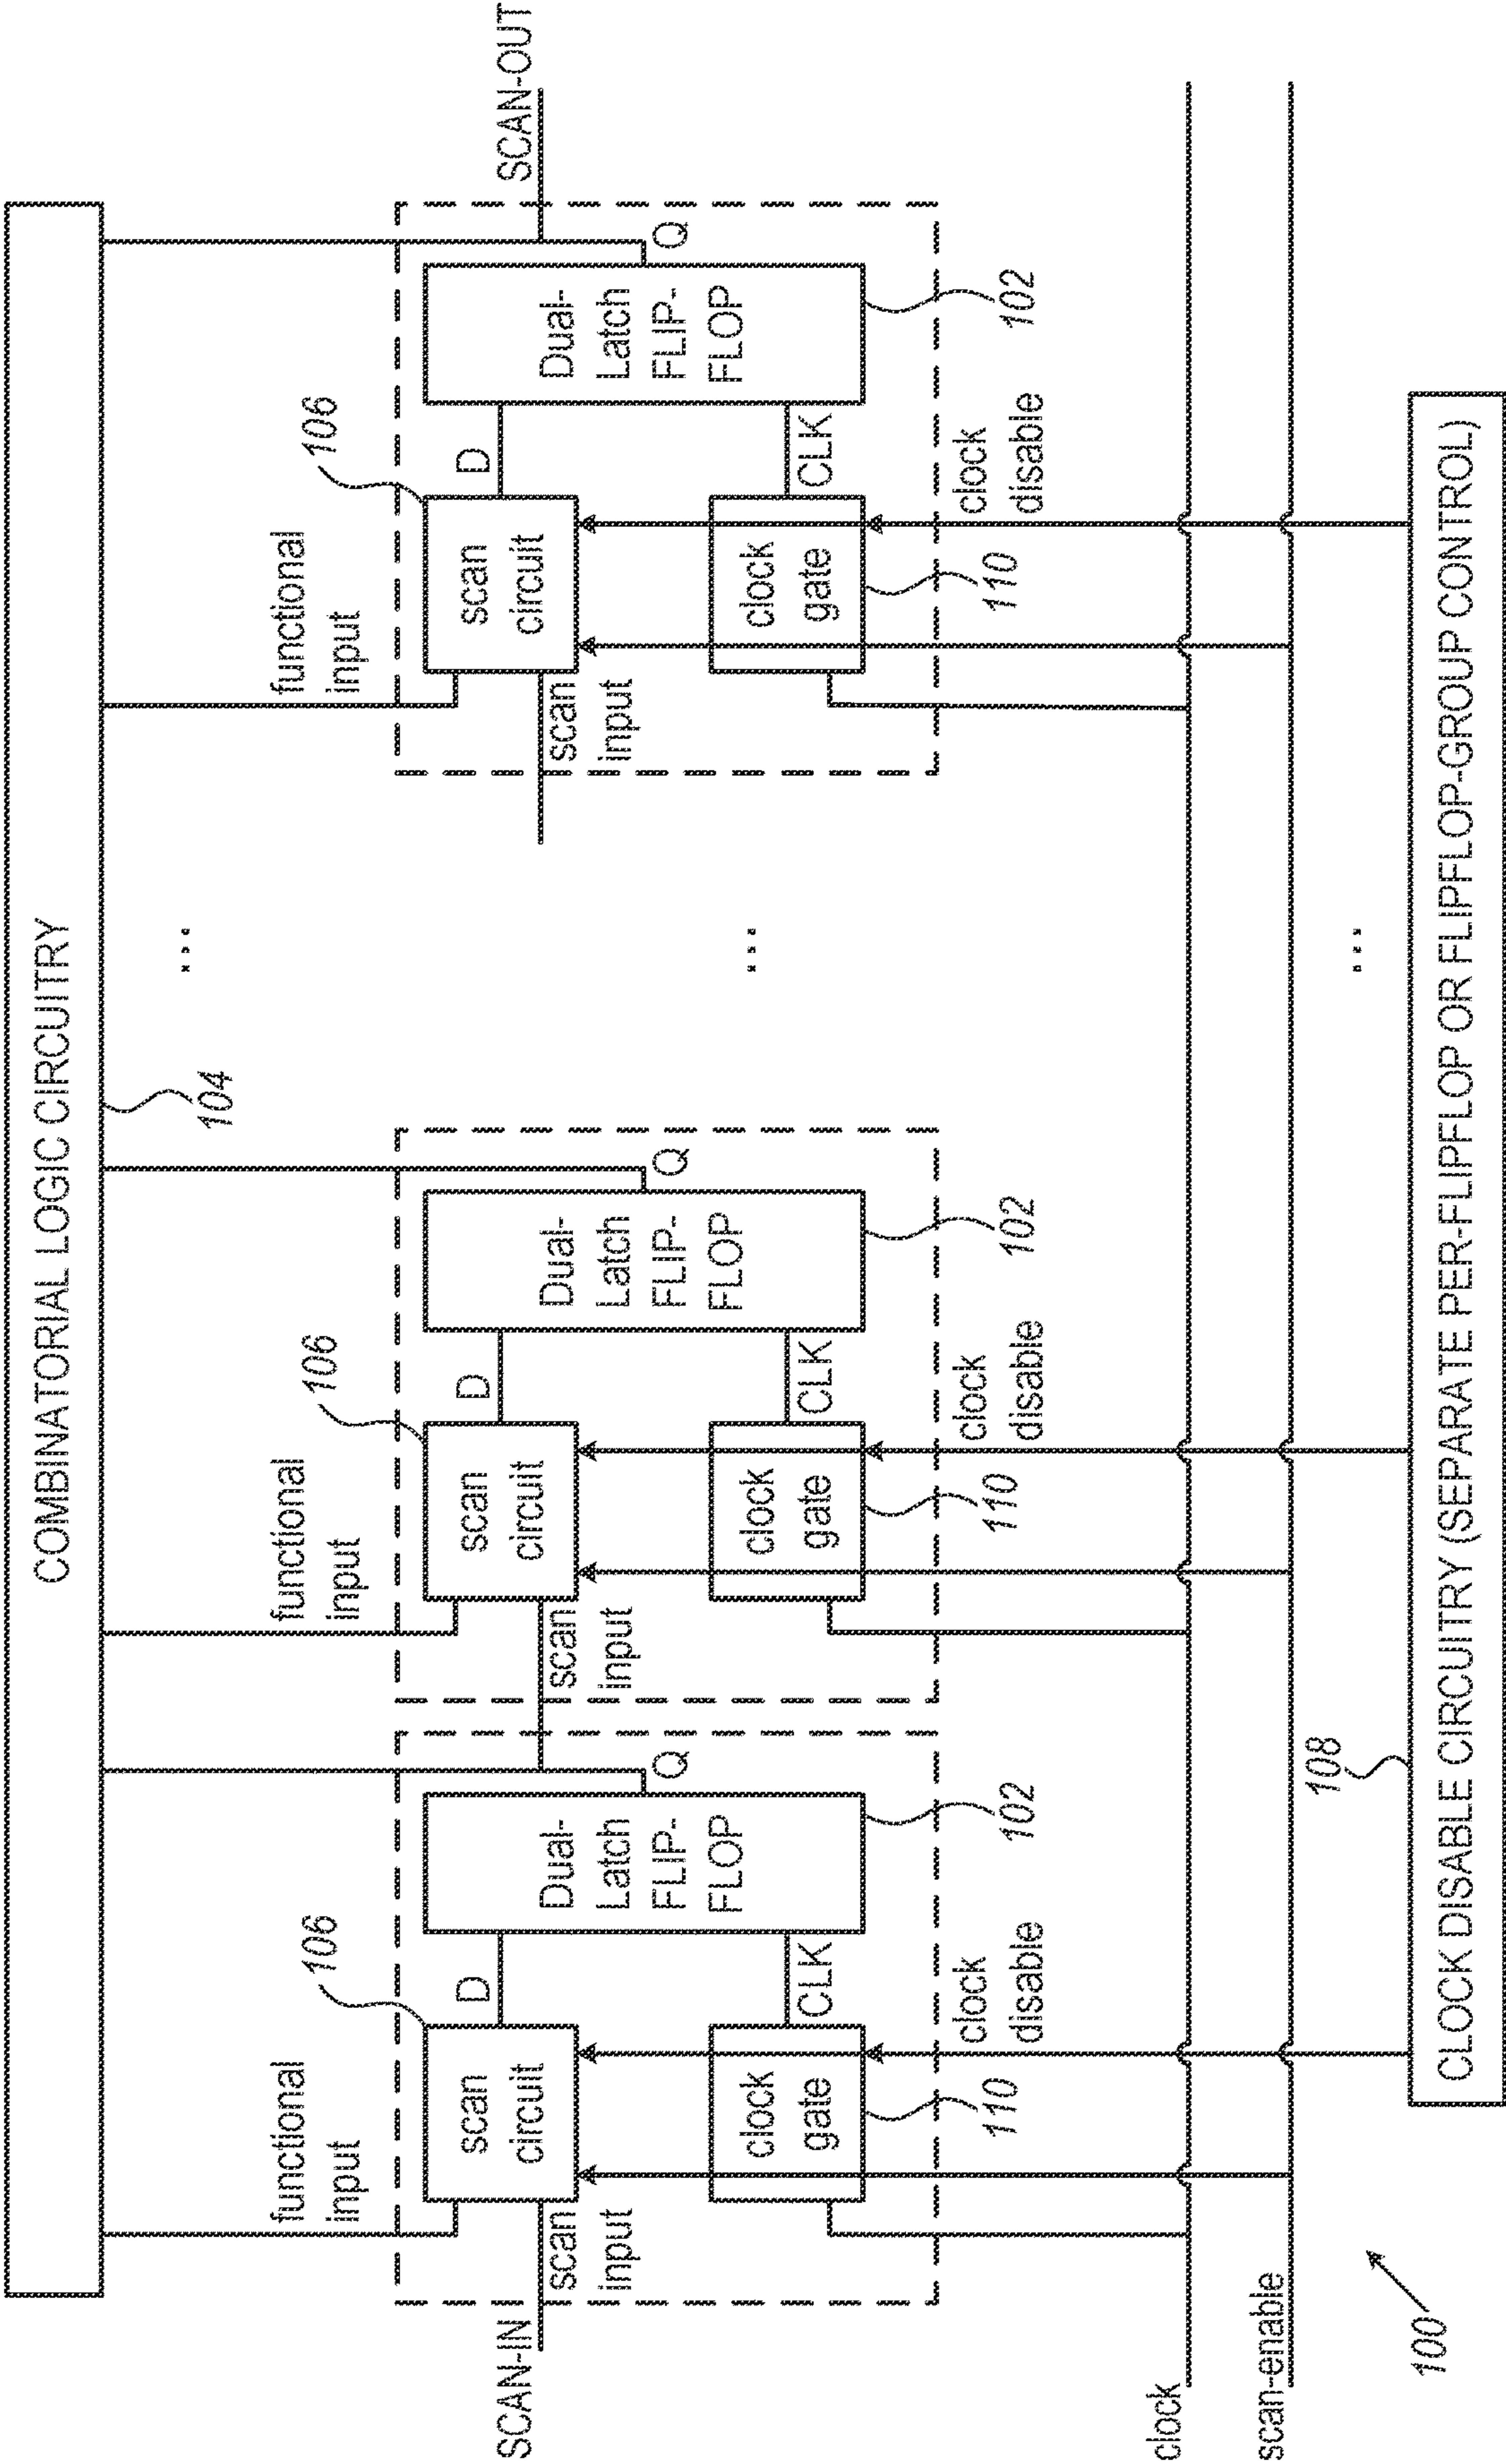 COMBINATORIAL LOGIC CIRCUITRY
104
functional
input
106
functional
input
106
functional
input
106
SCAN-IN
scan
input
scan
circuit
D
Dual-
Latch
FLIP-
FLOP
Q
clock
gate
CLK
110
102
clock
disable
scan
input
scan
circuit
D
Dual-
Latch
FLIP-
FLOP
Q
clock
gate
CLK
110
102
clock
disable
...
...
scan
input
scan
circuit
D
Dual-
Latch
FLIP-
FLOP
Q
SCAN-OUT
clock
gate
CLK
110
102
clock
disable
clock
scan-enable
108
...
CLOCK DISABLE CIRCUITRY (SEPARATE PER-FLIPFLOP OR FLIPFLOP-GROUP CONTROL)
100